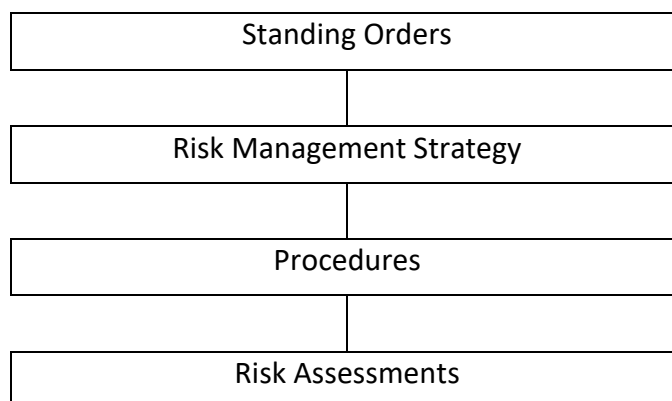 Standing Orders
Risk Management Strategy
Procedures
Risk Assessments